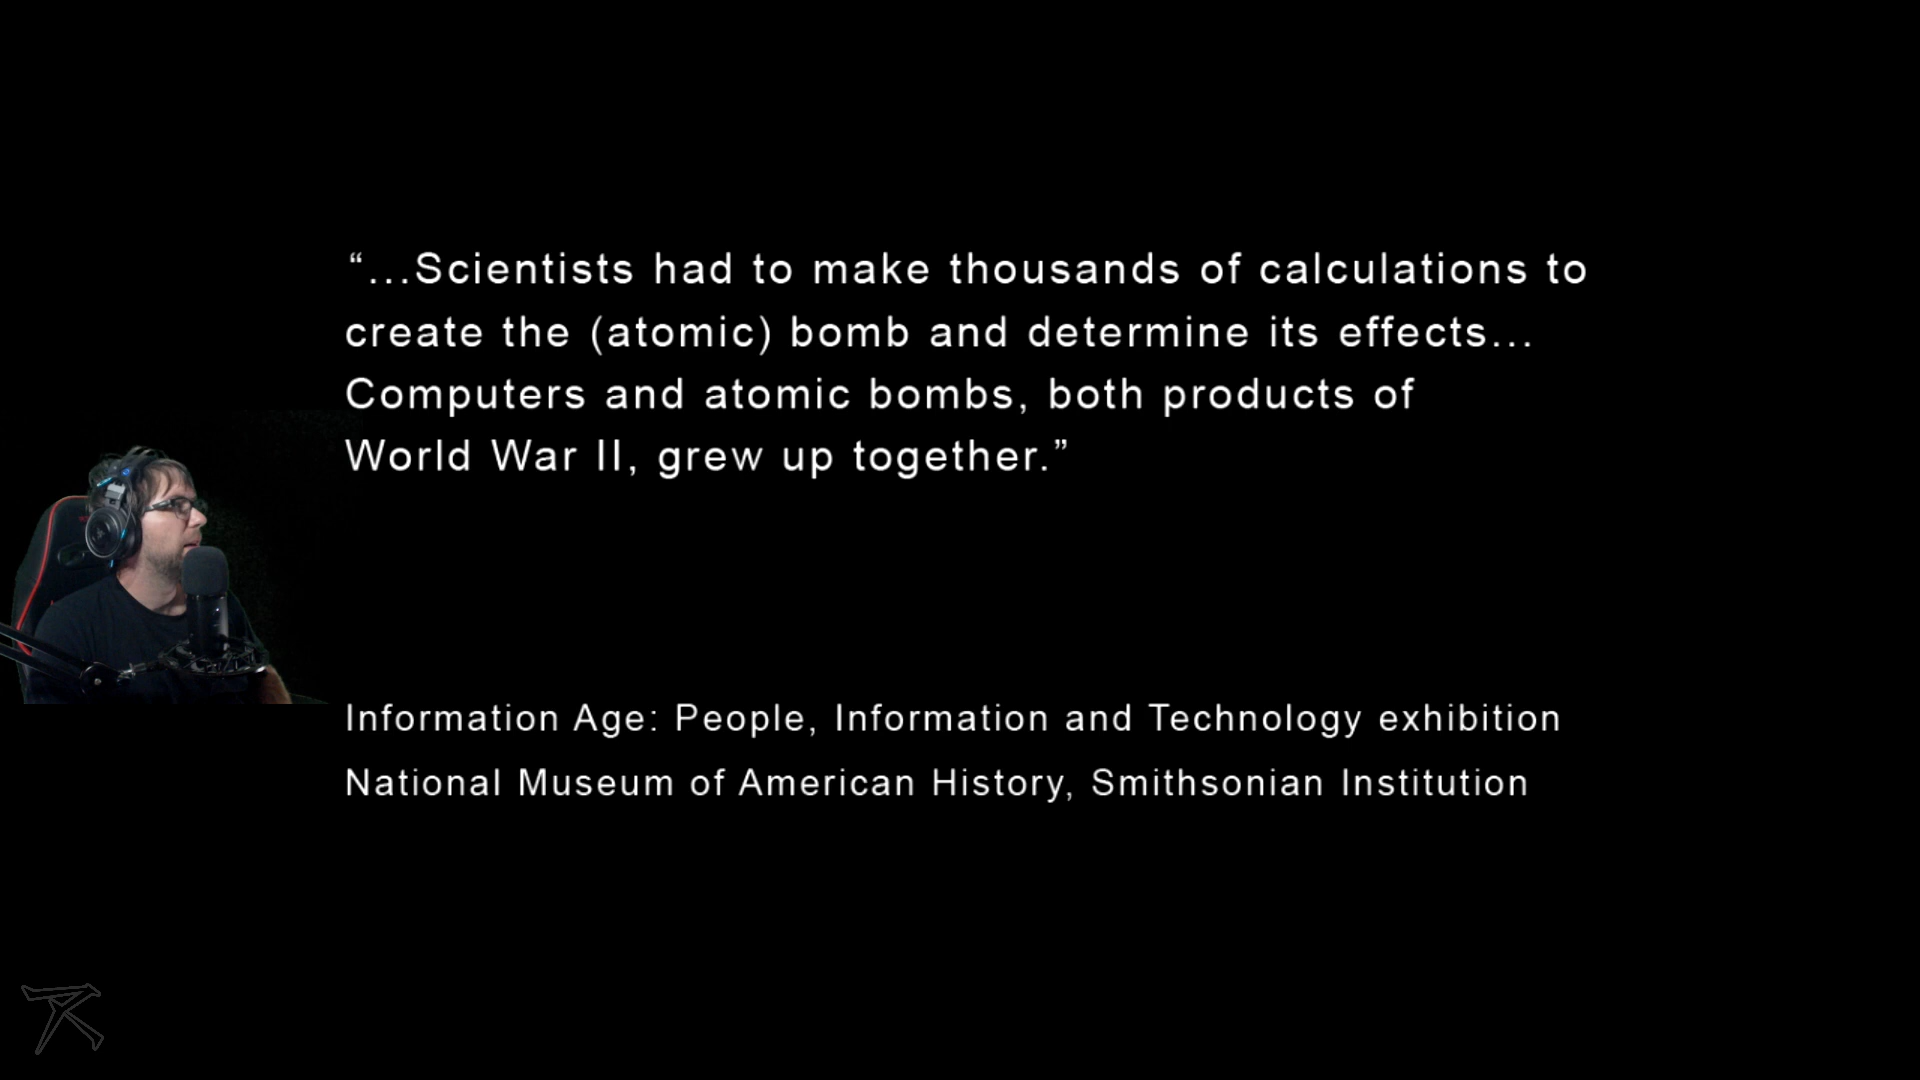 “...Scientists had to make thousands of calculations to
create the (atomic) bomb and determine its effects...
Computers and atomic bombs, both products of
World War II, grew up together.”
Information Age: People, Information and Technology exhibition
National Museum of American History, Smithsonian Institution